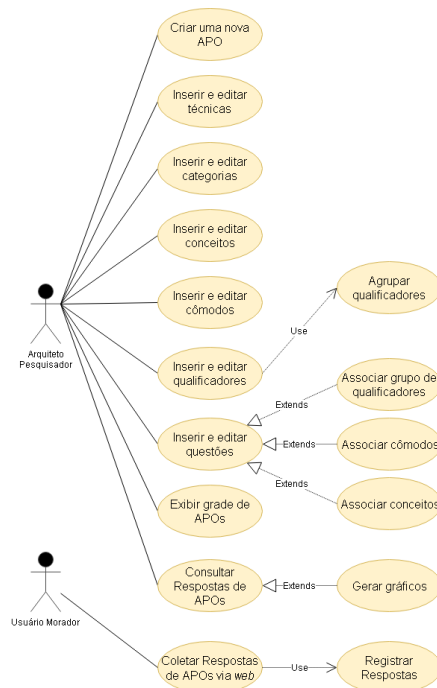 Criar uma nova
APO
Inserir e editar
técnicas
Inserir e editar
categorias
Inserir e editar
conceitos
Inserir e editar
cômodos
Agrupar
qualificadores
Use
Arquiteto
Pesquisador
Inserir e editar
qualificadores
Associar grupo de
qualificadores
Extends
Inserir e editar
questões
Extends
Associar cômodos
Extends
Associar conceitos
Exibir grade de
APOs
Consultar
Respostas de
APOs
Extends
Gerar gráficos
Usuário Morador
Coletar Respostas
de APOs via web
Use
Registrar
Respostas